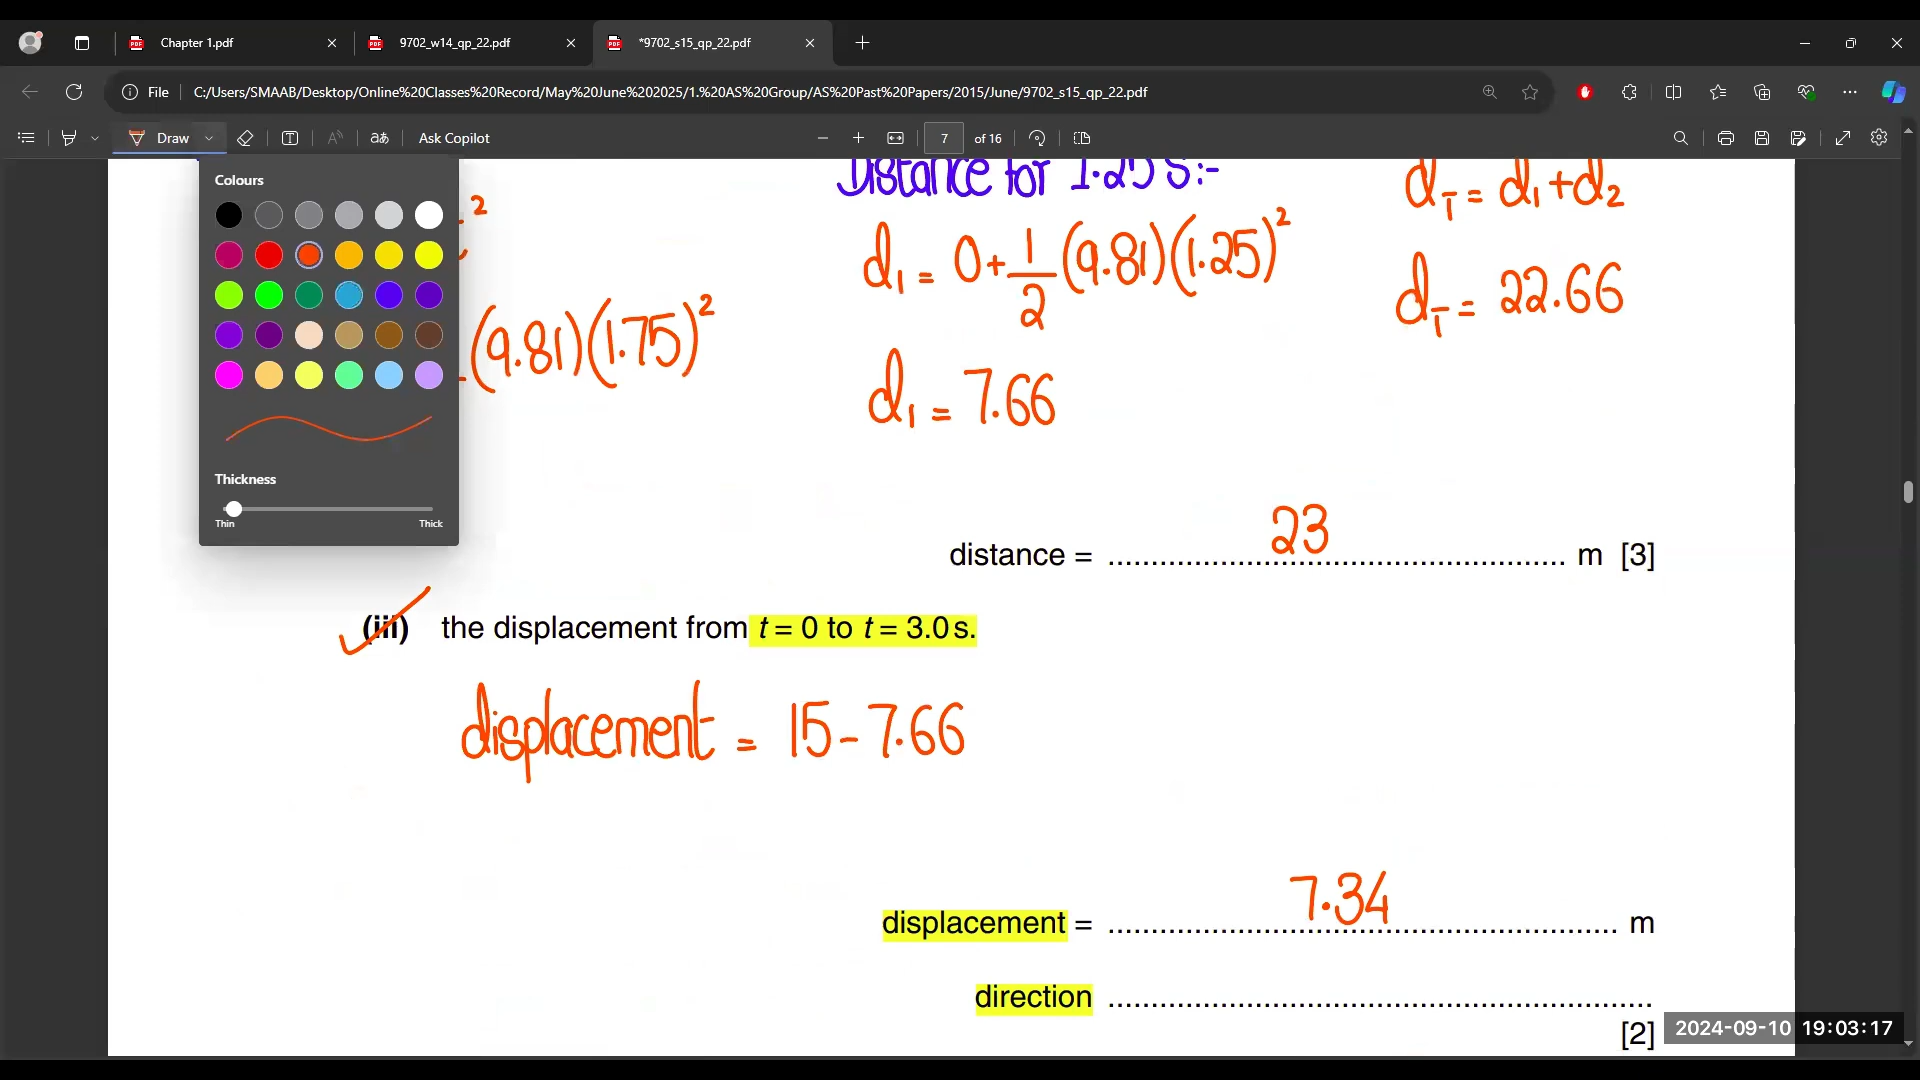 Chapter 1.pdf
9702_w14_qp_22.pdf
*9702_s15_qp_22.pdf
File
C:/Users/SMAAB/Desktop/Online%20Classes%20Record/May%20June%202025/1.%20AS%20Group/AS%20Past%20Papers/2015/June/9702_s15_qp_22.pdf
Draw
Ask Copilot
7 of 16
Colours
Thickness
Thin
Thick
2
(9.81)(1.75)²
Distance for 1.25 s:-
d₁ = 0 + 1/2 (9.81)(1.25)²
d₁ = 7.66
d_T = d₁ + d₂
d_T = 22.66
distance = 23 m [3]
(iii) the displacement from t = 0 to t = 3.0 s.
displacement = 15 - 7.66
displacement = 7.34 m
direction
[2]
2024-09-10 19:03:17